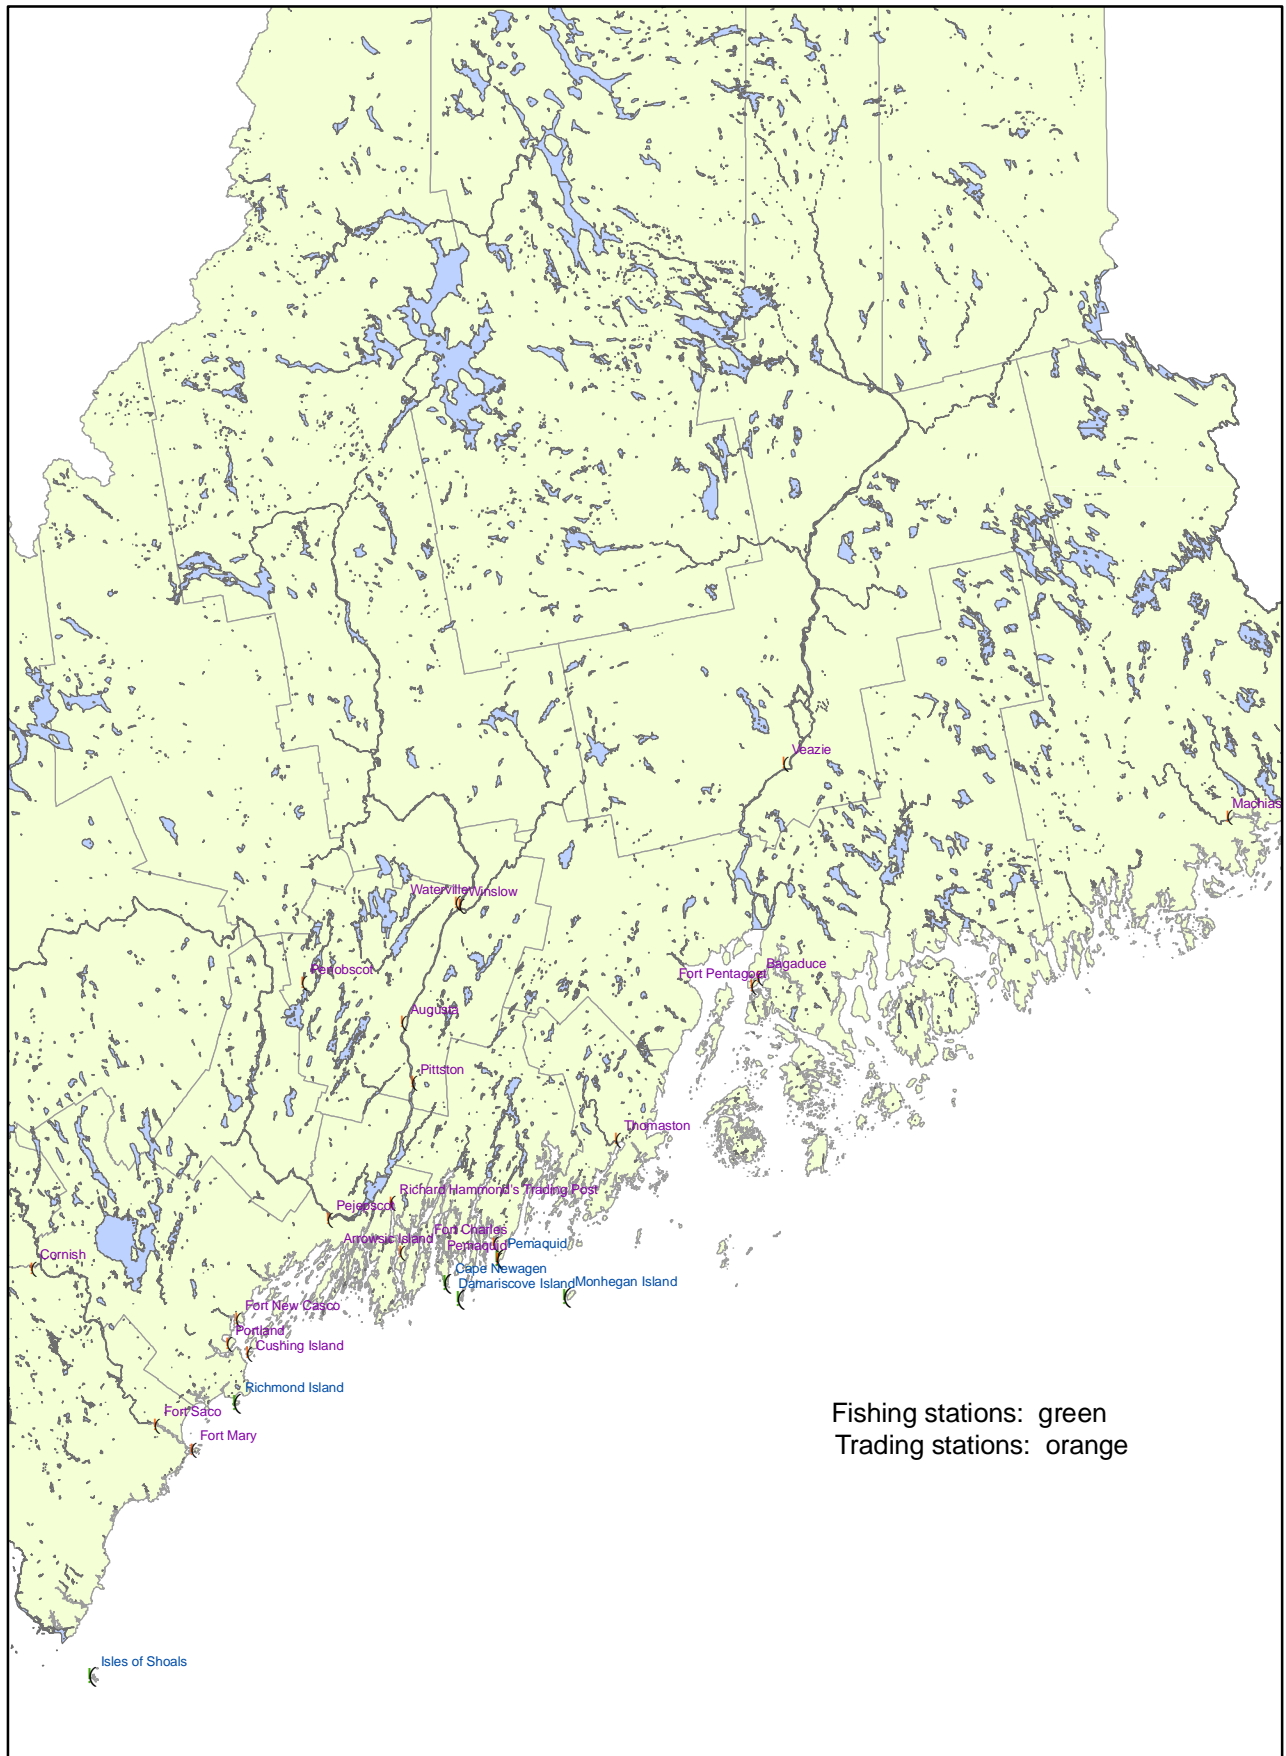 Veazie
Machias
Waterville
Winslow
Penobscot
Fort Pentagoet
Bagaduce
Augusta
Pittston
Thomaston
Richard Hammond's Trading Post
Pejepscot
Fort Charles
Arrowsic Island
Pemaquid
Pemaquid
Cornish
Cape Newagen
Damariscove Island
Monhegan Island
Fort New Casco
Portland
Cushing Island
Richmond Island
Fort Saco
Fort Mary
Fishing stations: green
Trading stations: orange
Isles of Shoals